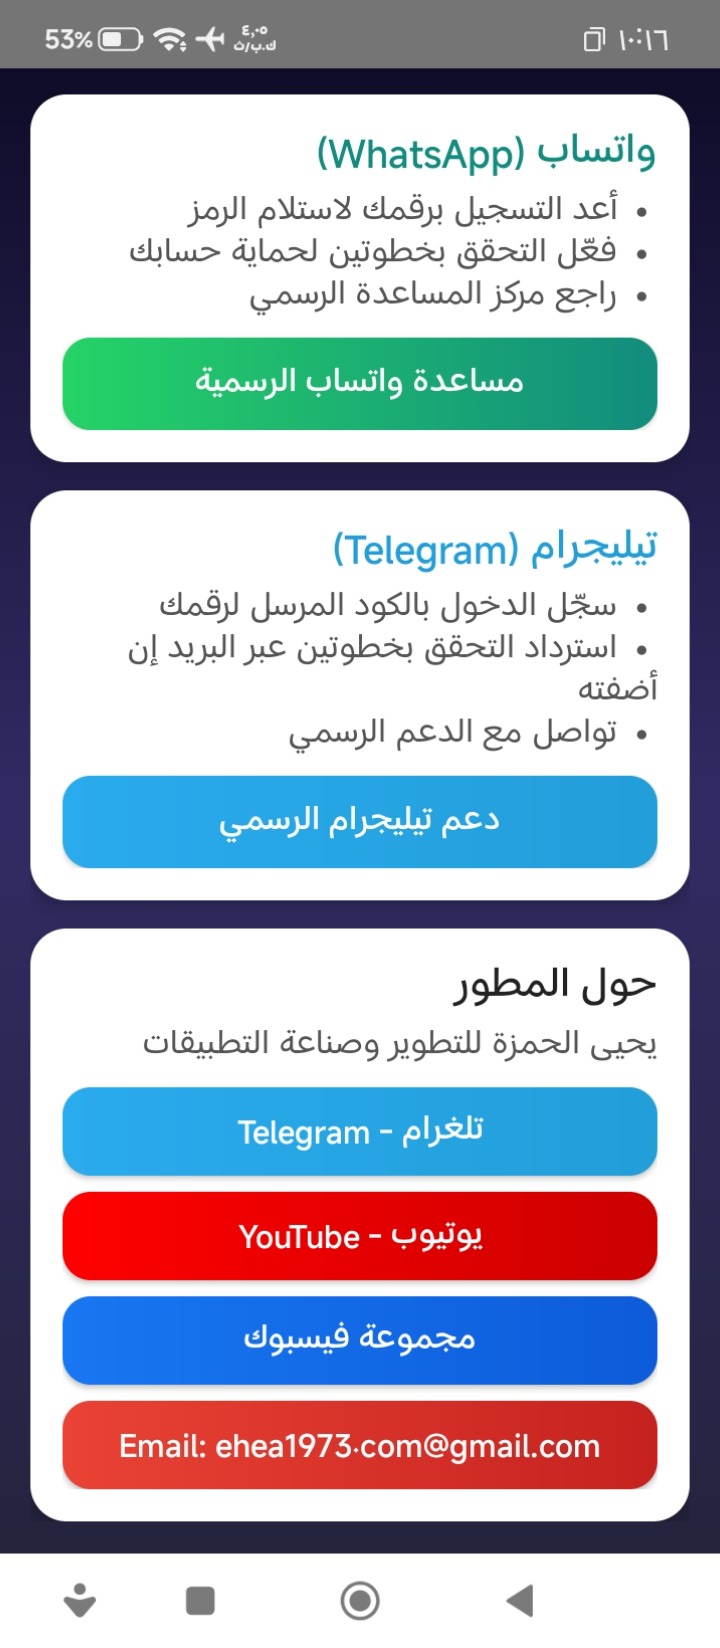 53%
٤,٠٥
ك.ب/ث
١٠:١٦
واتساب (WhatsApp)
• أعد التسجيل برقمك لاستلام الرمز
• فعّل التحقق بخطوتين لحماية حسابك
• راجع مركز المساعدة الرسمي
مساعدة واتساب الرسمية
تيليجرام (Telegram)
• سجّل الدخول بالكود المرسل لرقمك
• استرداد التحقق بخطوتين عبر البريد إن
أضفته
• تواصل مع الدعم الرسمي
دعم تيليجرام الرسمي
حول المطور
يحيى الحمزة للتطوير وصناعة التطبيقات
تلغرام - Telegram
يوتيوب - YouTube
مجموعة فيسبوك
Email: ehea1973.com@gmail.com